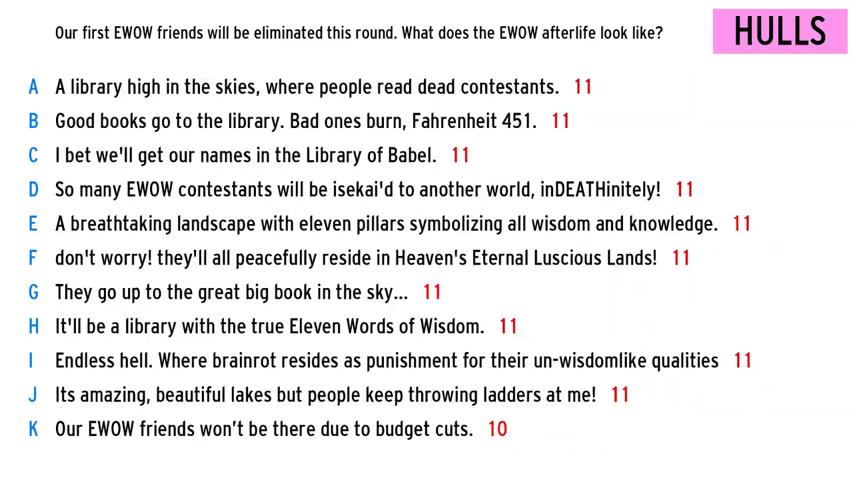 Our first EWOW friends will be eliminated this round. What does the EWOW afterlife look like?
HULLS
A A library high in the skies, where people read dead contestants. 11
B Good books go to the library. Bad ones burn, Fahrenheit 451. 11
C I bet we'll get our names in the Library of Babel. 11
D So many EWOW contestants will be isekai'd to another world, inDEATHinitely! 11
E A breathtaking landscape with eleven pillars symbolizing all wisdom and knowledge. 11
F don't worry! they'll all peacefully reside in Heaven's Eternal Luscious Lands! 11
G They go up to the great big book in the sky... 11
H It'll be a library with the true Eleven Words of Wisdom. 11
I Endless hell. Where brainrot resides as punishment for their un-wisdomlike qualities 11
J Its amazing, beautiful lakes but people keep throwing ladders at me! 11
K Our EWOW friends won’t be there due to budget cuts. 10